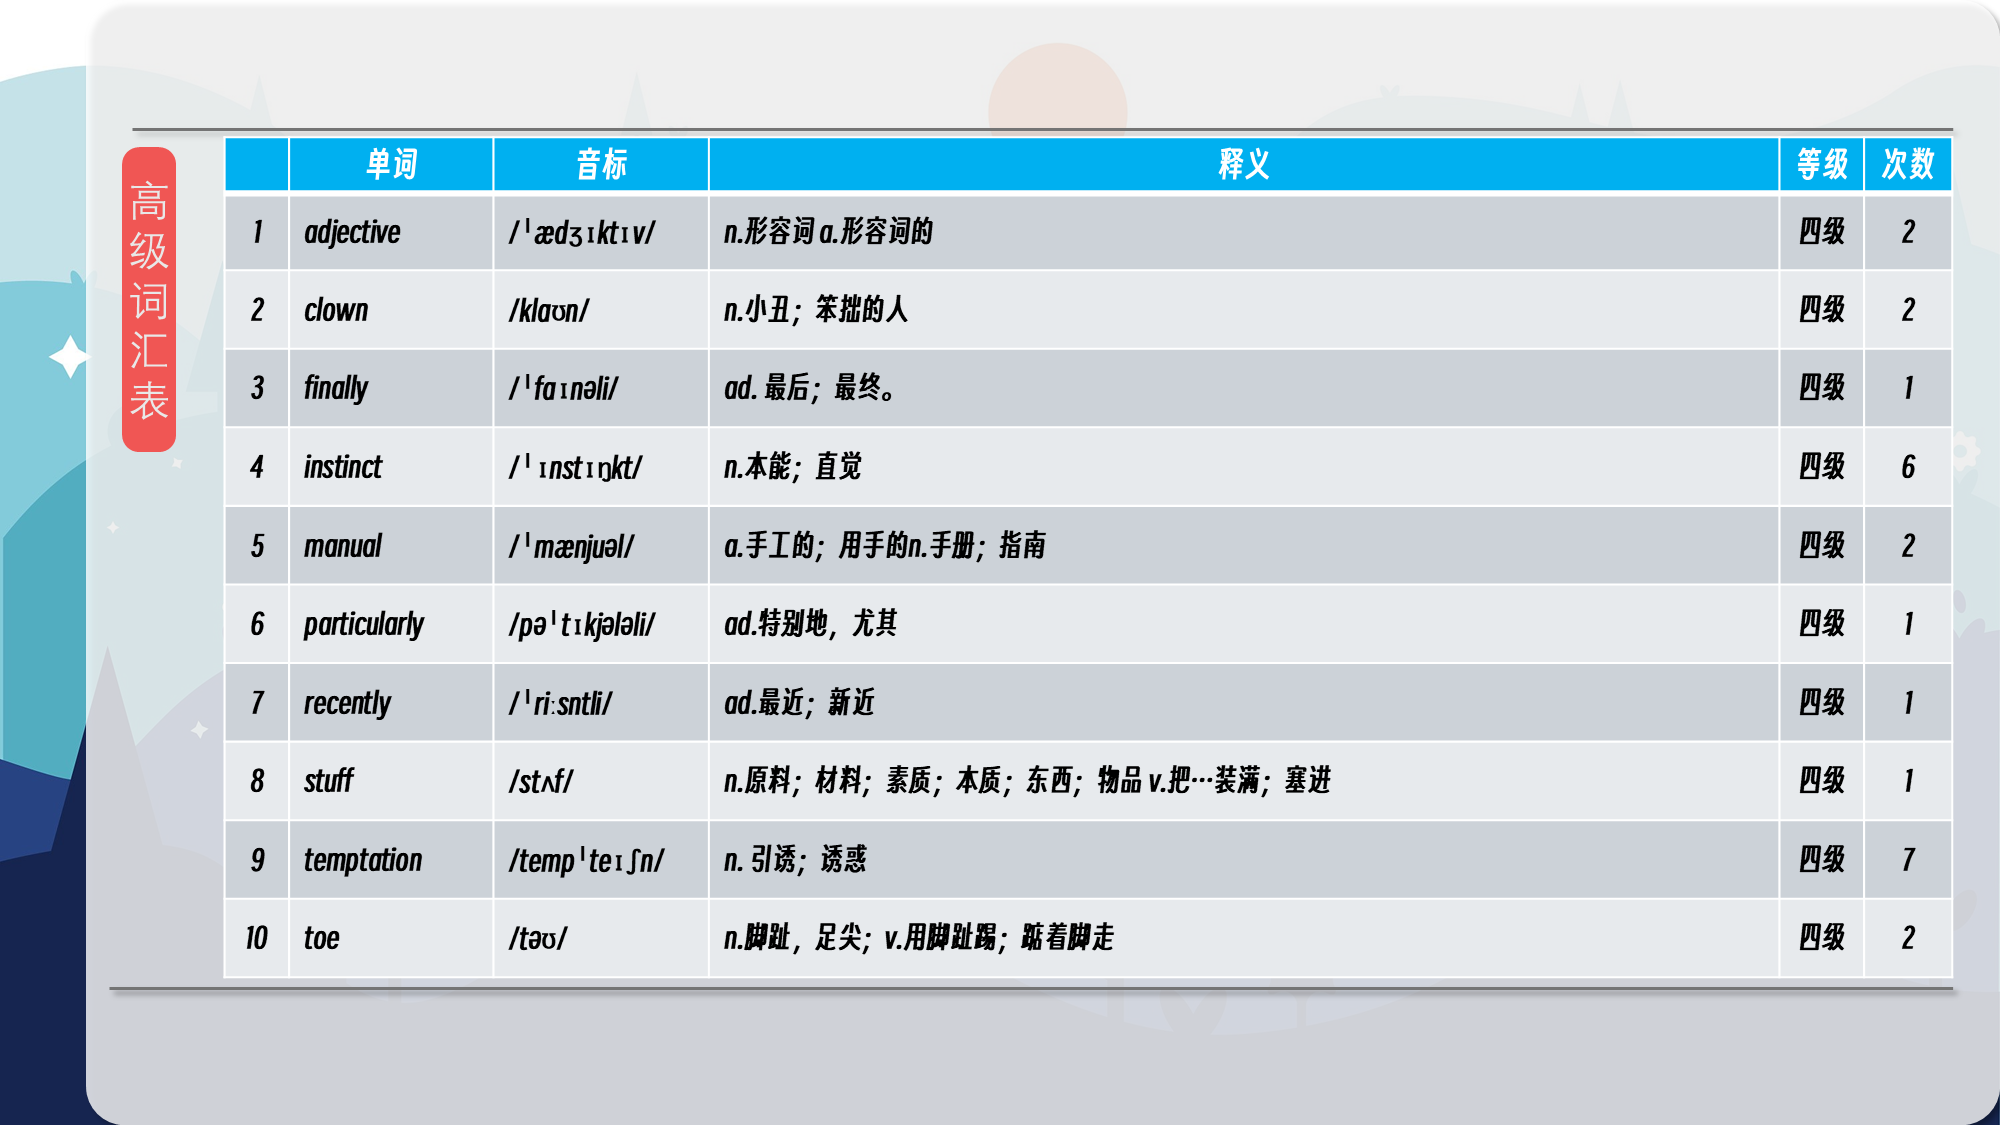 高级词汇表
单词 音标 释义 等级 次数
1 adjective /ˈædʒɪktɪv/ n.形容词 a.形容词的 四级 2
2 clown /klaʊn/ n.小丑；笨拙的人 四级 2
3 finally /ˈfaɪnəli/ ad. 最后；最终。 四级 1
4 instinct /ˈɪnstɪŋkt/ n.本能；直觉 四级 6
5 manual /ˈmænjuəl/ a.手工的；用手的n.手册；指南 四级 2
6 particularly /pəˈtɪkjələli/ ad.特别地，尤其 四级 1
7 recently /ˈriːsntli/ ad.最近；新近 四级 1
8 stuff /stʌf/ n.原料；材料；素质；本质；东西；物品 v.把…装满；塞进 四级 1
9 temptation /tempˈteɪʃn/ n. 引诱；诱惑 四级 7
10 toe /təʊ/ n.脚趾，足尖；v.用脚趾踢；踮着脚走 四级 2